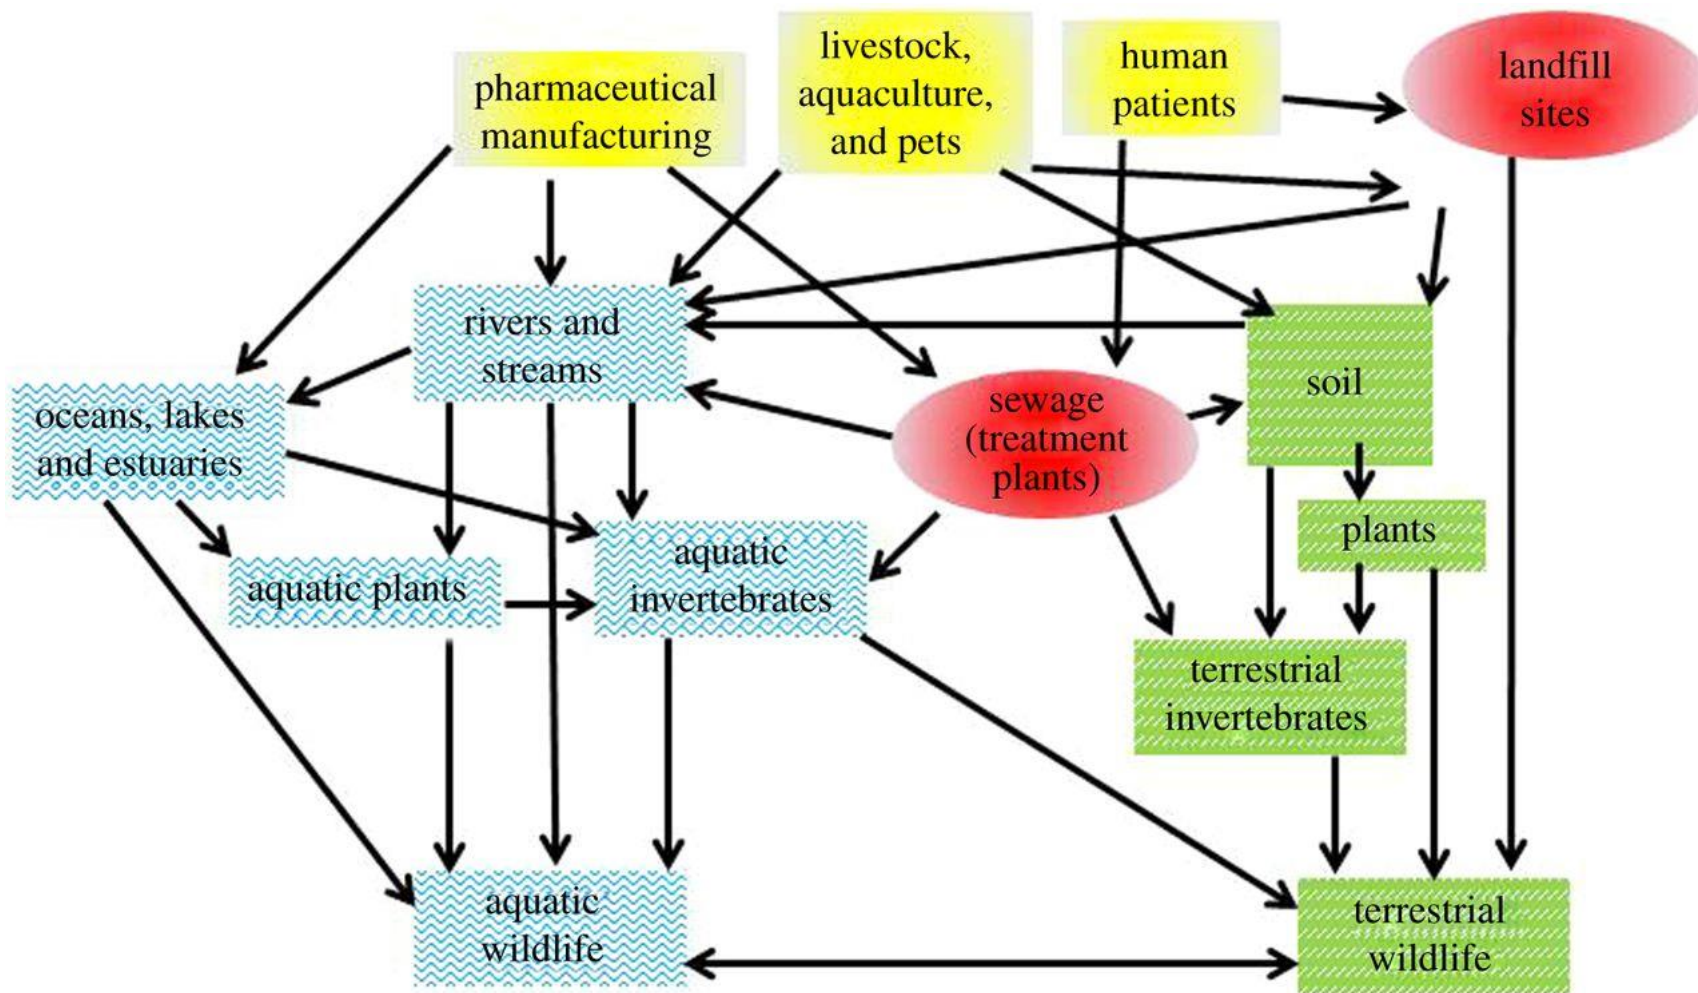 pharmaceutical
manufacturing
livestock,
aquaculture,
and pets
human
patients
landfill
sites
rivers and
streams
soil
sewage
(treatment
plants)
oceans, lakes
and estuaries
plants
aquatic
invertebrates
aquatic plants
terrestrial
invertebrates
aquatic
wildlife
terrestrial
wildlife